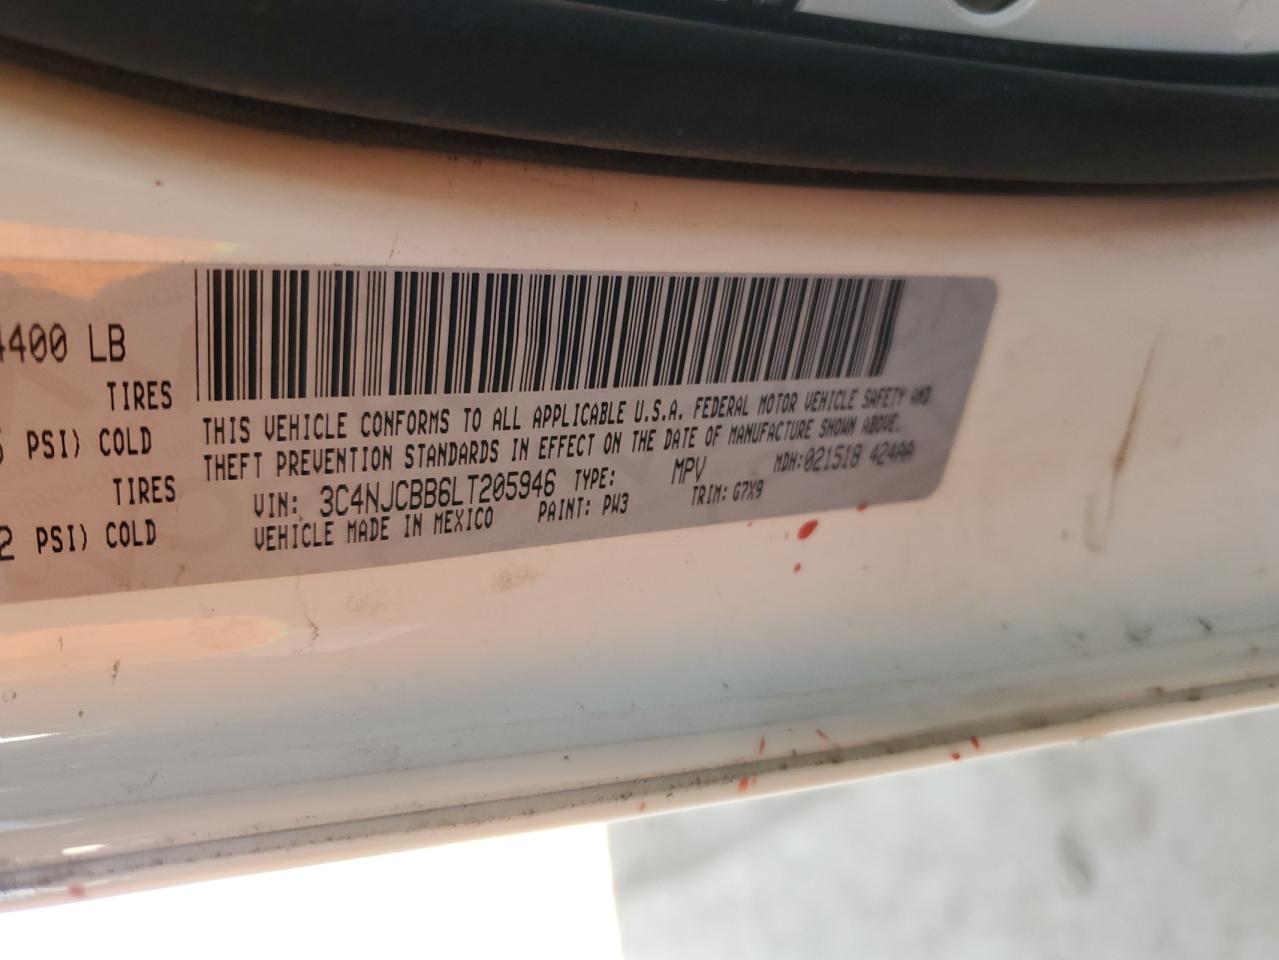 400 LB
TIRES
PSI) COLD
TIRES
2 PSI) COLD
THIS VEHICLE CONFORMS TO ALL APPLICABLE U.S.A. FEDERAL MOTOR VEHICLE SAFETY AND
THEFT PREVENTION STANDARDS IN EFFECT ON THE DATE OF MANUFACTURE SHOWN ABOVE.
VIN: 3C4NJCBB6LT205946 TYPE: MPV MDH:021518 424AA
VEHICLE MADE IN MEXICO PAINT: PW3 TRIM: G7X9